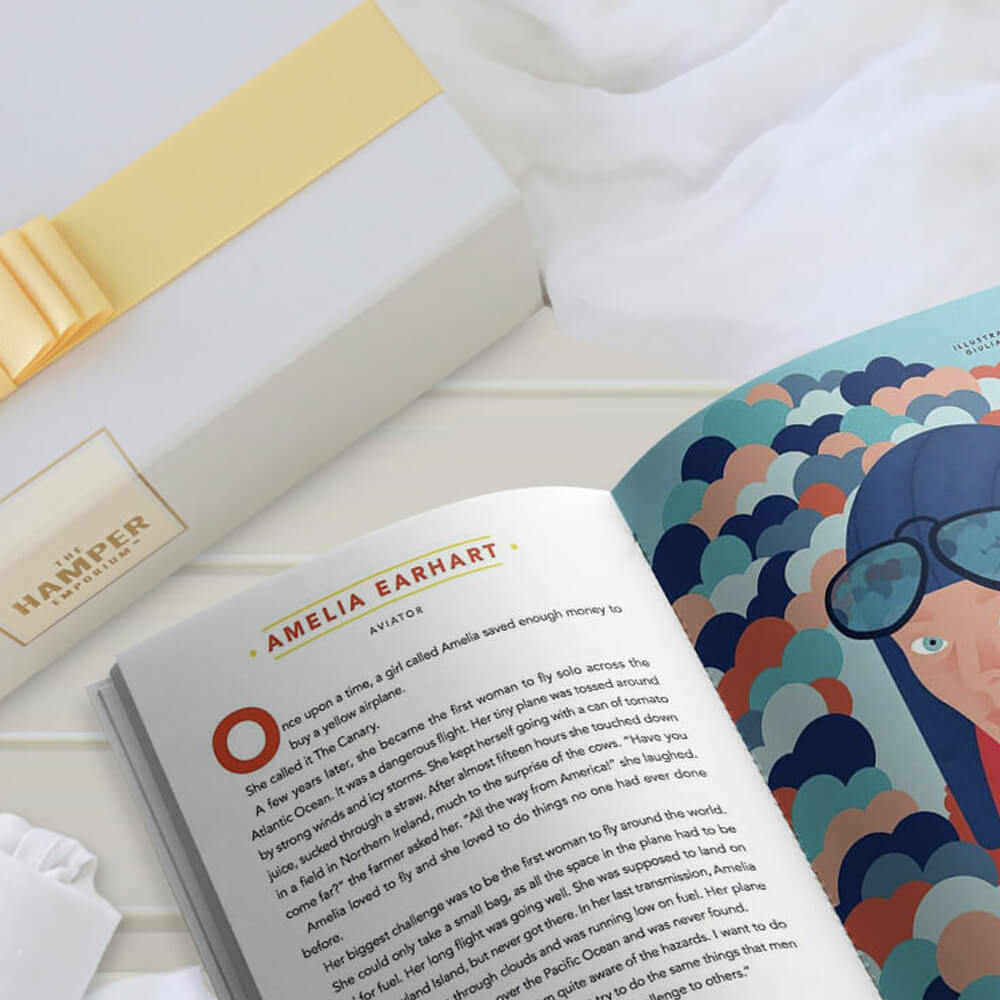 THE
HAMPER
EMPORIUM
AMELIA EARHART
AVIATOR
Once upon a time, a girl called Amelia saved enough money to
buy a yellow airplane.
She called it The Canary.
A few years later, she became the first woman to fly solo across the
Atlantic Ocean. It was a dangerous flight. Her tiny plane was tossed around
by strong winds and icy storms. She kept herself going with a can of tomato
juice, sucked through a straw. After almost fifteen hours she touched down
in a field in Northern Ireland, much to the surprise of the cows. "Have you
come far?" the farmer asked her. "All the way from America!" she laughed.
Amelia loved to fly and she loved to do things no one had ever done
before.
Her biggest challenge was to be the first woman to fly around the world.
She could only take a small bag, as all the space in the plane had to be
for fuel. Her long flight was going well. She was supposed to land on
Island, but never got there. In her last transmission, Amelia
through clouds and was running low on fuel. Her plane
over the Pacific Ocean and was never found.
quite aware of the hazards. I want to do
try to do the same things that men
challenge to others."